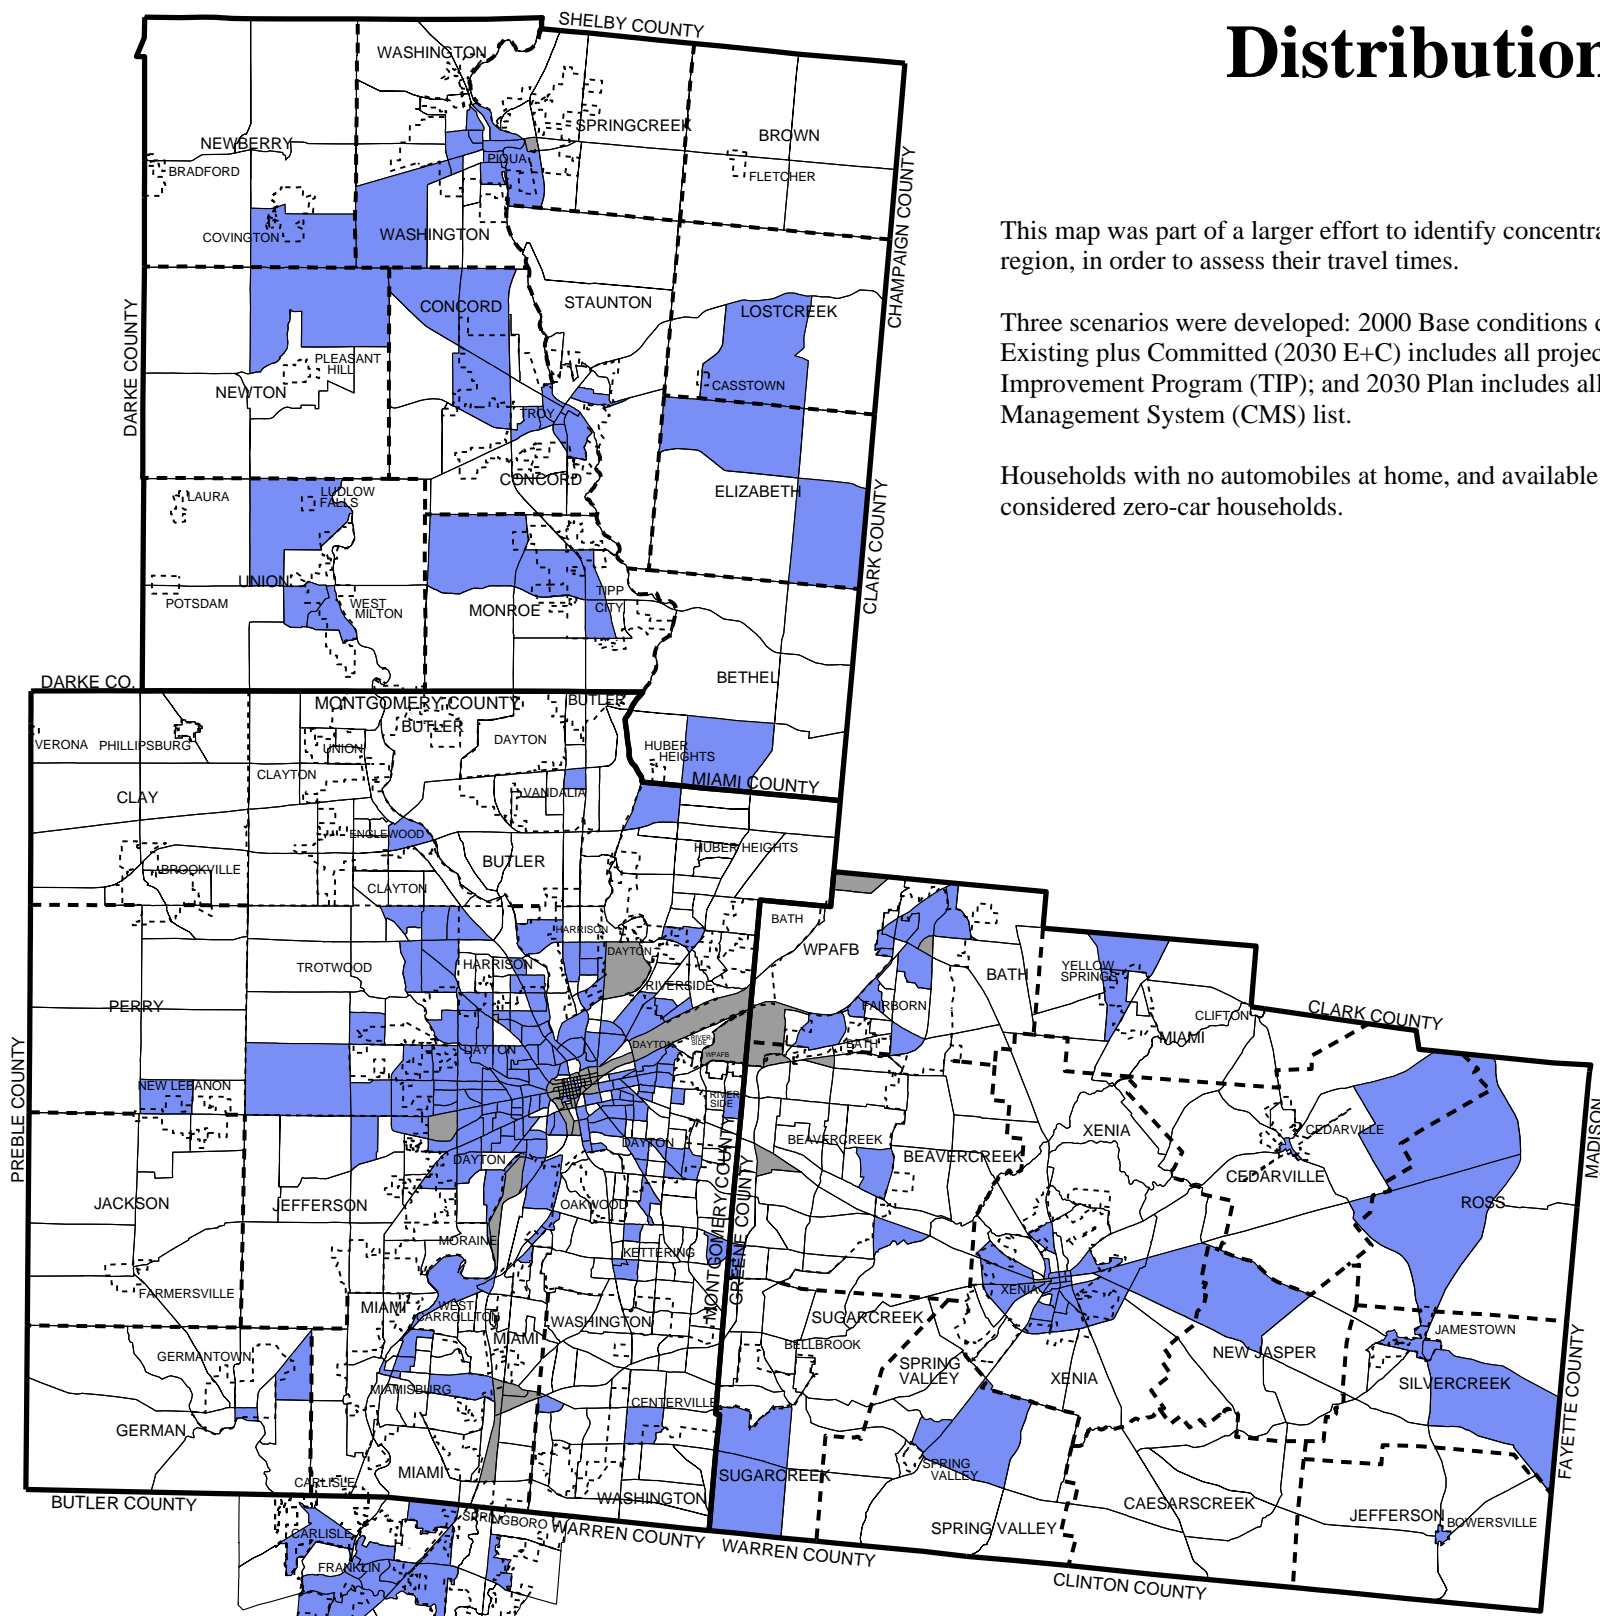 Distribution
SHELBY COUNTY
WASHINGTON
NEWBERRY
SPRINGCREEK
BROWN
BRADFORD
PIQUA
FLETCHER
COVINGTON
WASHINGTON
CHAMPAIGN COUNTY
This map was part of a larger effort to identify
region, in order to assess their travel times.
Three scenarios were developed: 2000 Base conditions
Existing plus Committed (2030 E+C) includes all
Improvement Program (TIP); and 2030 Plan includes all
Management System (CMS) list.
Households with no automobiles at home, and available
considered zero-car households.
DARKE COUNTY
CONCORD
STAUNTON
LOSTCREEK
PLEASANT
HILL
NEWTON
CASSTOWN
TROY
CONCORD
LAURA
LUDLOW
FALLS
ELIZABETH
CLARK COUNTY
UNION
POTSDAM
WEST
MILTON
MONROE
TIPP
CITY
BETHEL
DARKE CO.
MONTGOMERY COUNTY
BUTLER
BUTLER
VERONA
PHILLIPSBURG
UNION
DAYTON
HUBER
HEIGHTS
CLAYTON
MIAMI COUNTY
CLAY
VANDALIA
ENGLEWOOD
HUBER HEIGHTS
BROOKVILLE
BUTLER
CLAYTON
BATH
HARRISON
DAYTON
WPAFB
TROTWOOD
HARRISON
RIVERSIDE
BATH
YELLOW
SPRINGS
PERRY
FAIRBORN
CLIFTON
CLARK COUNTY
MIAMI
DAYTON
DAYTON
RIVER-
SIDE
WPAFB
BATH
PREBLE COUNTY
NEW LEBANON
RIVER
SIDE
MADISON
DAYTON
BEAVERCREEK
XENIA
CEDARVILLE
DAYTON
BEAVERCREEK
CEDARVILLE
JACKSON
JEFFERSON
OAKWOOD
ROSS
MORAINE
KETTERING
MONTGOMERY COUNTY
GREENE COUNTY
FARMERSVILLE
MIAMI
WEST
CARROLLTON
XENIA
WASHINGTON
SUGARCREEK
MIAMI
BELLBROOK
JAMESTOWN
GERMANTOWN
SPRING
VALLEY
NEW JASPER
XENIA
SILVERCREEK
MIAMISBURG
CENTERVILLE
FAYETTE COUNTY
GERMAN
MIAMI
CARLISLE
SUGARCREEK
SPRING
VALLEY
BUTLER COUNTY
WASHINGTON
CAESARSCREEK
JEFFERSON
BOWERSVILLE
SPRINGBORO
WARREN COUNTY
WARREN COUNTY
SPRING VALLEY
CARLISLE
FRANKLIN
CLINTON COUNTY